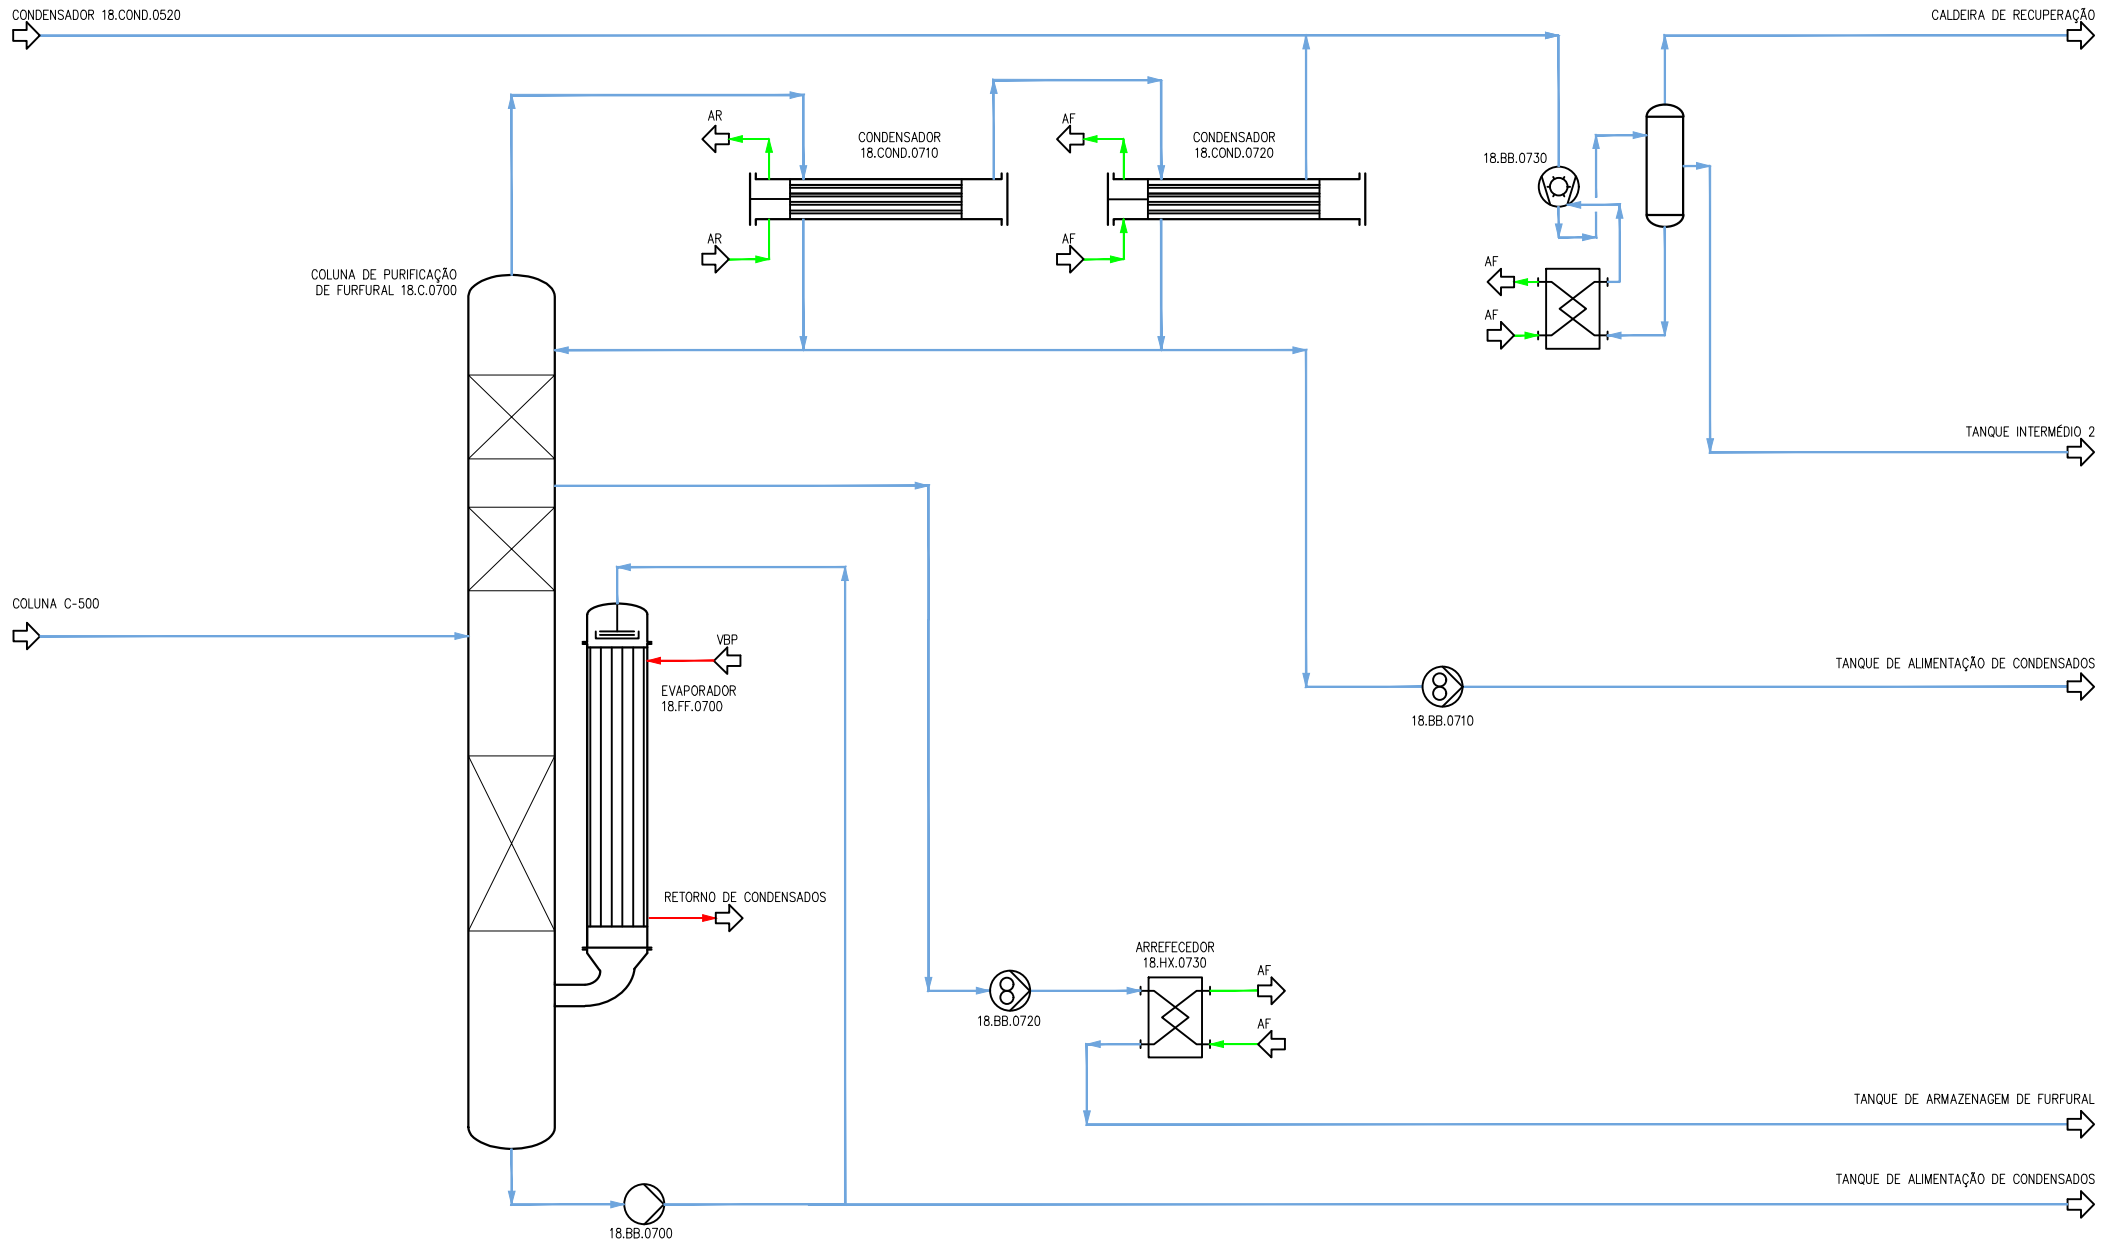 CONDENSADOR 18.COND.0520
CALDEIRA DE RECUPERAÇÃO
AR
AF
CONDENSADOR
18.COND.0710
CONDENSADOR
18.COND.0720
18.BB.0730
AR
AF
COLUNA DE PURIFICAÇÃO
DE FURFURAL 18.C.0700
AF
AF
TANQUE INTERMÉDIO 2
COLUNA C-500
VBP
EVAPORADOR
18.FF.0700
TANQUE DE ALIMENTAÇÃO DE CONDENSADOS
18.BB.0710
RETORNO DE CONDENSADOS
ARREFECEDOR
18.HX.0730
AF
18.BB.0720
AF
TANQUE DE ARMAZENAGEM DE FURFURAL
TANQUE DE ALIMENTAÇÃO DE CONDENSADOS
18.BB.0700